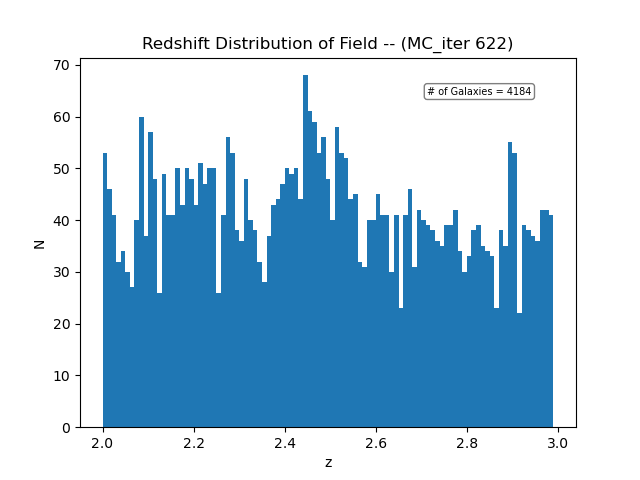 Redshift Distribution of Field -- (MC_iter 622)
# of Galaxies = 4184
N
70
60
50
40
30
20
10
0
2.0 2.2 2.4 2.6 2.8 3.0
z